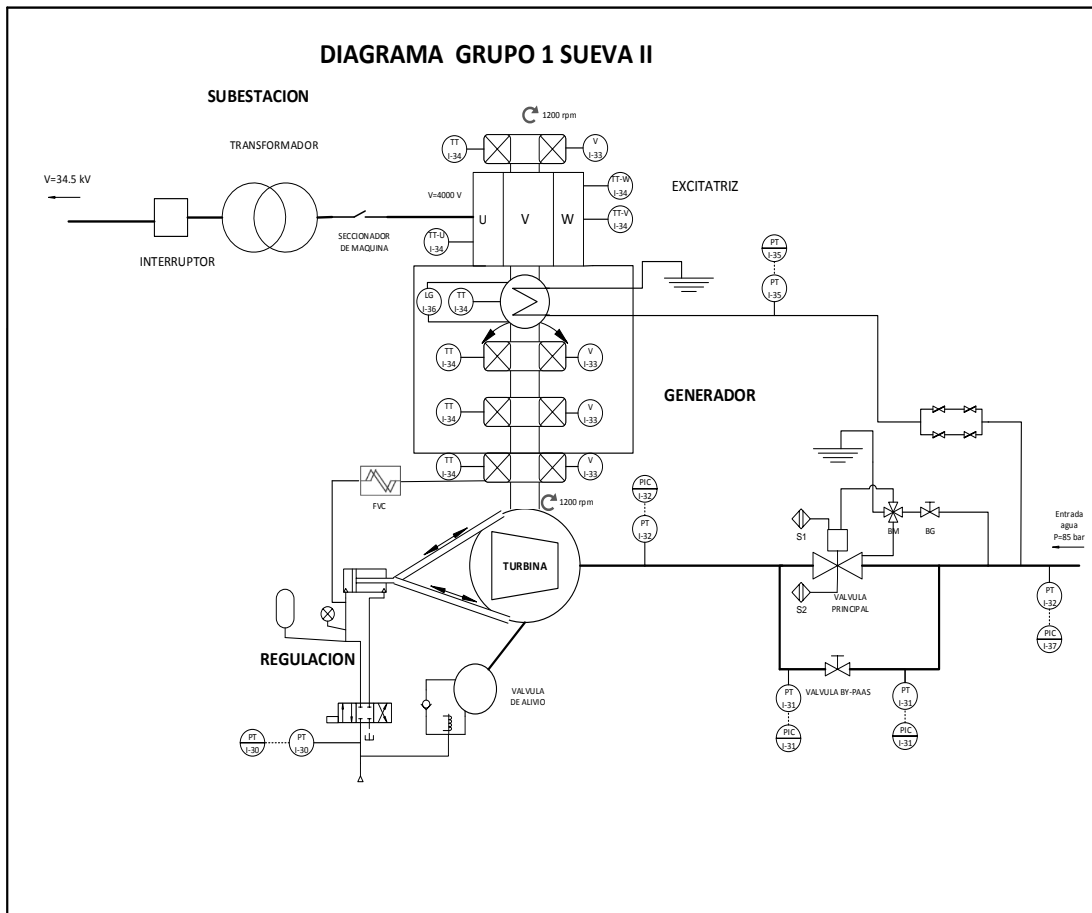 DIAGRAMA GRUPO 1 SUEVA II
SUBESTACION
1200 rpm
TRANSFORMADOR
TT
I-34
V
I-33
V=34.5 kV
V=4000 V
TT-W
I-34
EXCITATRIZ
U
V
W
TT-V
I-34
SECCIONADOR
DE MAQUINA
TT-U
I-34
INTERRUPTOR
PT
I-35
PT
I-35
LG
I-36
TT
I-34
TT
I-34
V
I-33
GENERADOR
TT
I-34
V
I-33
TT
I-34
V
I-33
FVC
1200 rpm
PIC
I-32
PT
I-32
BM
BG
Entrada
agua
P=85 bar
S1
TURBINA
S2
VALVULA
PRINCIPAL
PT
I-32
PIC
I-37
REGULACION
VALVULA
DE ALIVIO
VALVULA BY-PAAS
PT
I-31
PT
I-31
PIC
I-31
PIC
I-31
PT
I-30
PT
I-30